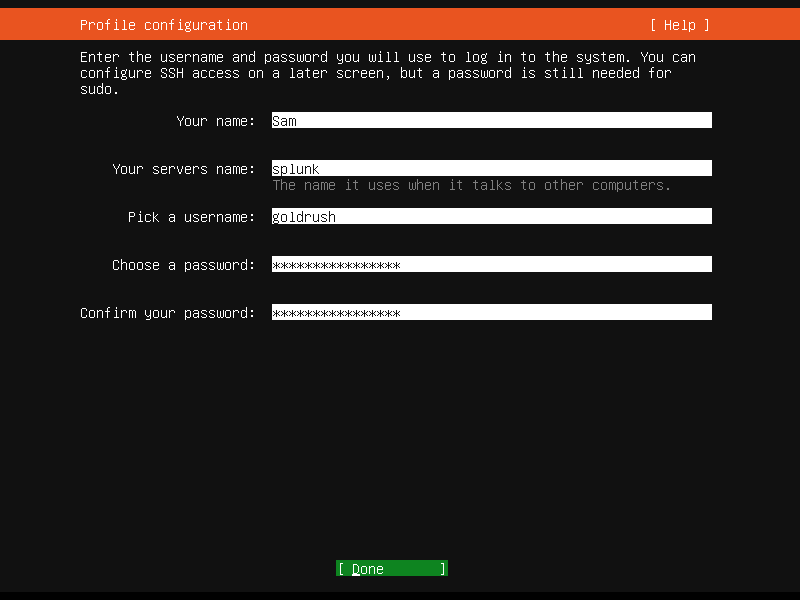 Profile configuration [ Help ]
Enter the username and password you will use to log in to the system. You can
configure SSH access on a later screen, but a password is still needed for
sudo.
Your name: Sam
Your servers name: splunk
The name it uses when it talks to other computers.
Pick a username: goldrush
Choose a password: ****************
Confirm your password: ****************
[ Done ]